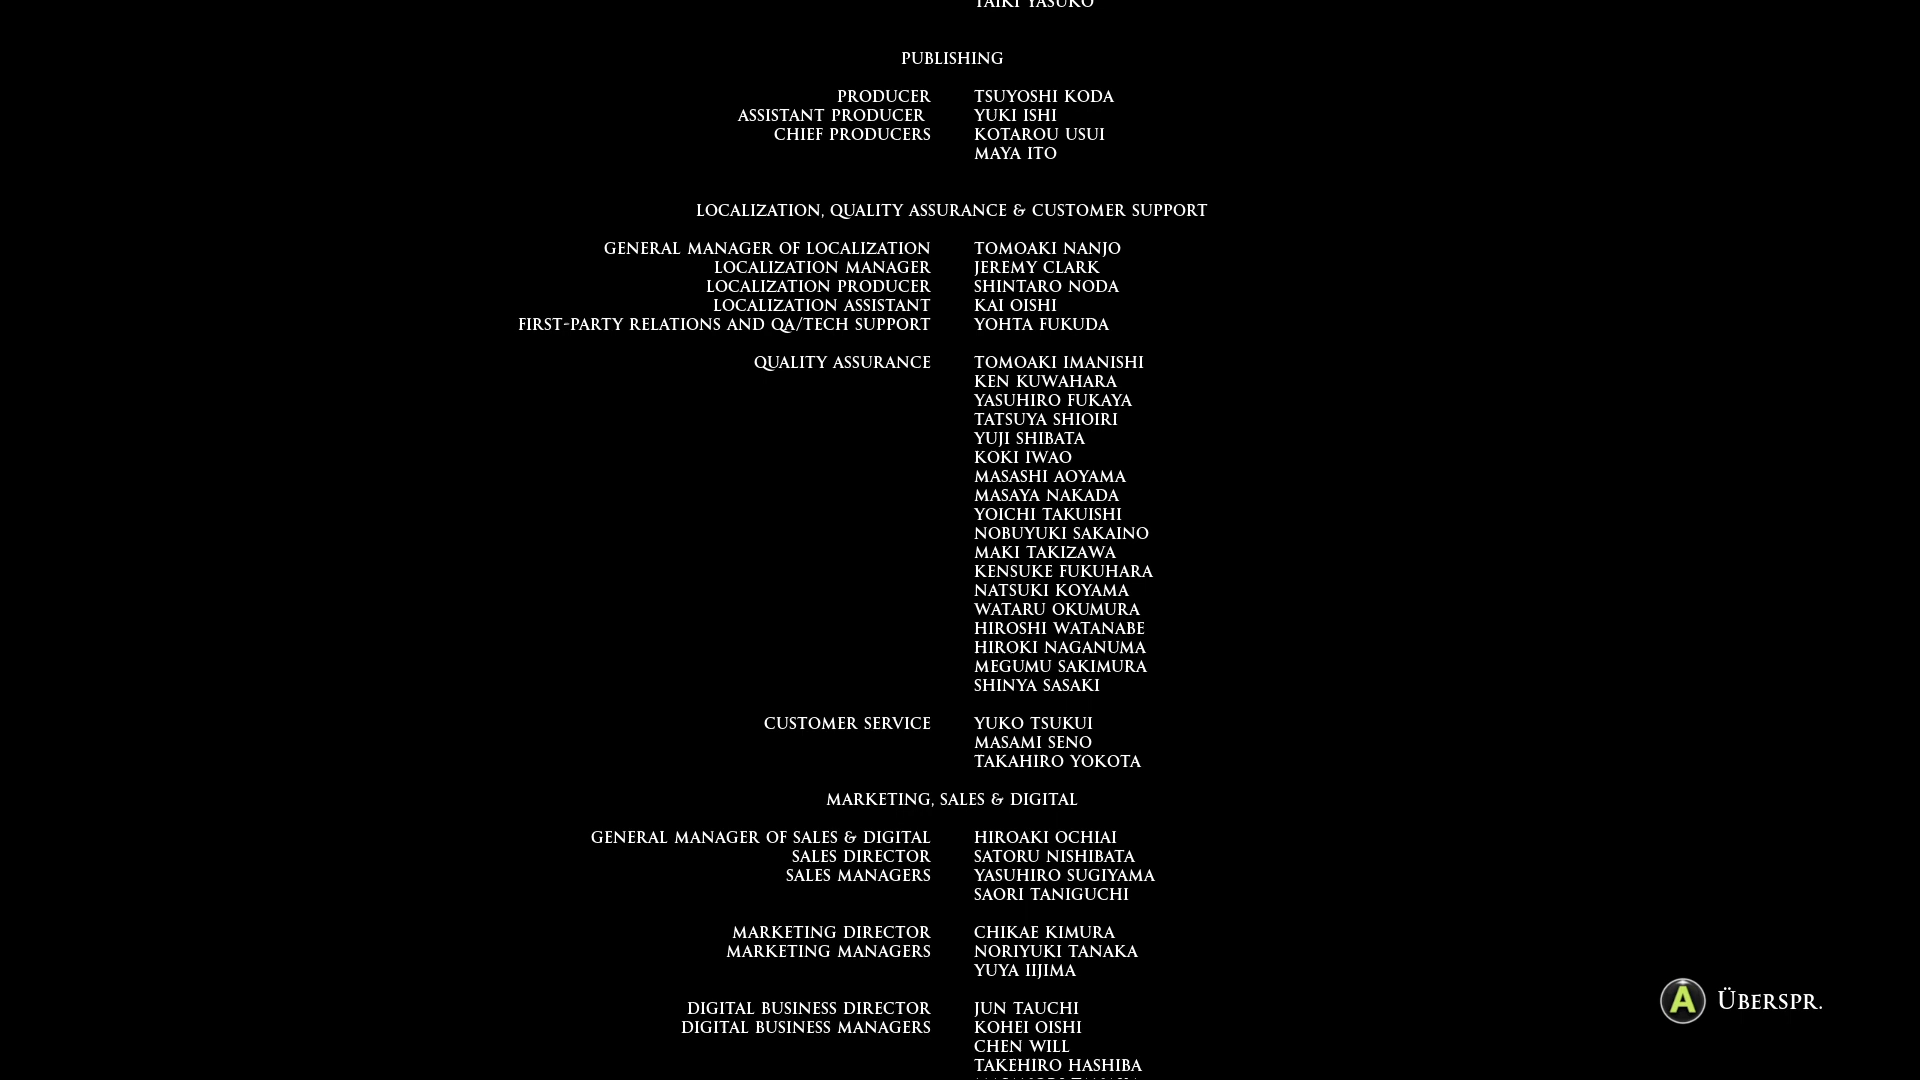 TAIKI YASUKO
PUBLISHING
PRODUCER TSUYOSHI KODA
ASSISTANT PRODUCER YUKI ISHI
CHIEF PRODUCERS KOTAROU USUI
MAYA ITO
LOCALIZATION, QUALITY ASSURANCE & CUSTOMER SUPPORT
GENERAL MANAGER OF LOCALIZATION TOMOAKI NANJO
LOCALIZATION MANAGER JEREMY CLARK
LOCALIZATION PRODUCER SHINTARO NODA
LOCALIZATION ASSISTANT KAI OISHI
FIRST-PARTY RELATIONS AND QA/TECH SUPPORT YOHTA FUKUDA
QUALITY ASSURANCE TOMOAKI IMANISHI
KEN KUWAHARA
YASUHIRO FUKAYA
TATSUYA SHIOIRI
YUJI SHIBATA
KOKI IWAO
MASASHI AOYAMA
MASAYA NAKADA
YOICHI TAKUISHI
NOBUYUKI SAKAINO
MAKI TAKIZAWA
KENSUKE FUKUHARA
NATSUKI KOYAMA
WATARU OKUMURA
HIROSHI WATANABE
HIROKI NAGANUMA
MEGUMU SAKIMURA
SHINYA SASAKI
CUSTOMER SERVICE YUKO TSUKUI
MASAMI SENO
TAKAHIRO YOKOTA
MARKETING, SALES & DIGITAL
GENERAL MANAGER OF SALES & DIGITAL HIROAKI OCHIAI
SALES DIRECTOR SATORU NISHIBATA
SALES MANAGERS YASUHIRO SUGIYAMA
SAORI TANIGUCHI
MARKETING DIRECTOR CHIKAE KIMURA
MARKETING MANAGERS NORIYUKI TANAKA
YUYA IIJIMA
DIGITAL BUSINESS DIRECTOR JUN TAUCHI
DIGITAL BUSINESS MANAGERS KOHEI OISHI
CHEN WILL
TAKEHIRO HASHIBA
A ÜBERSPR.